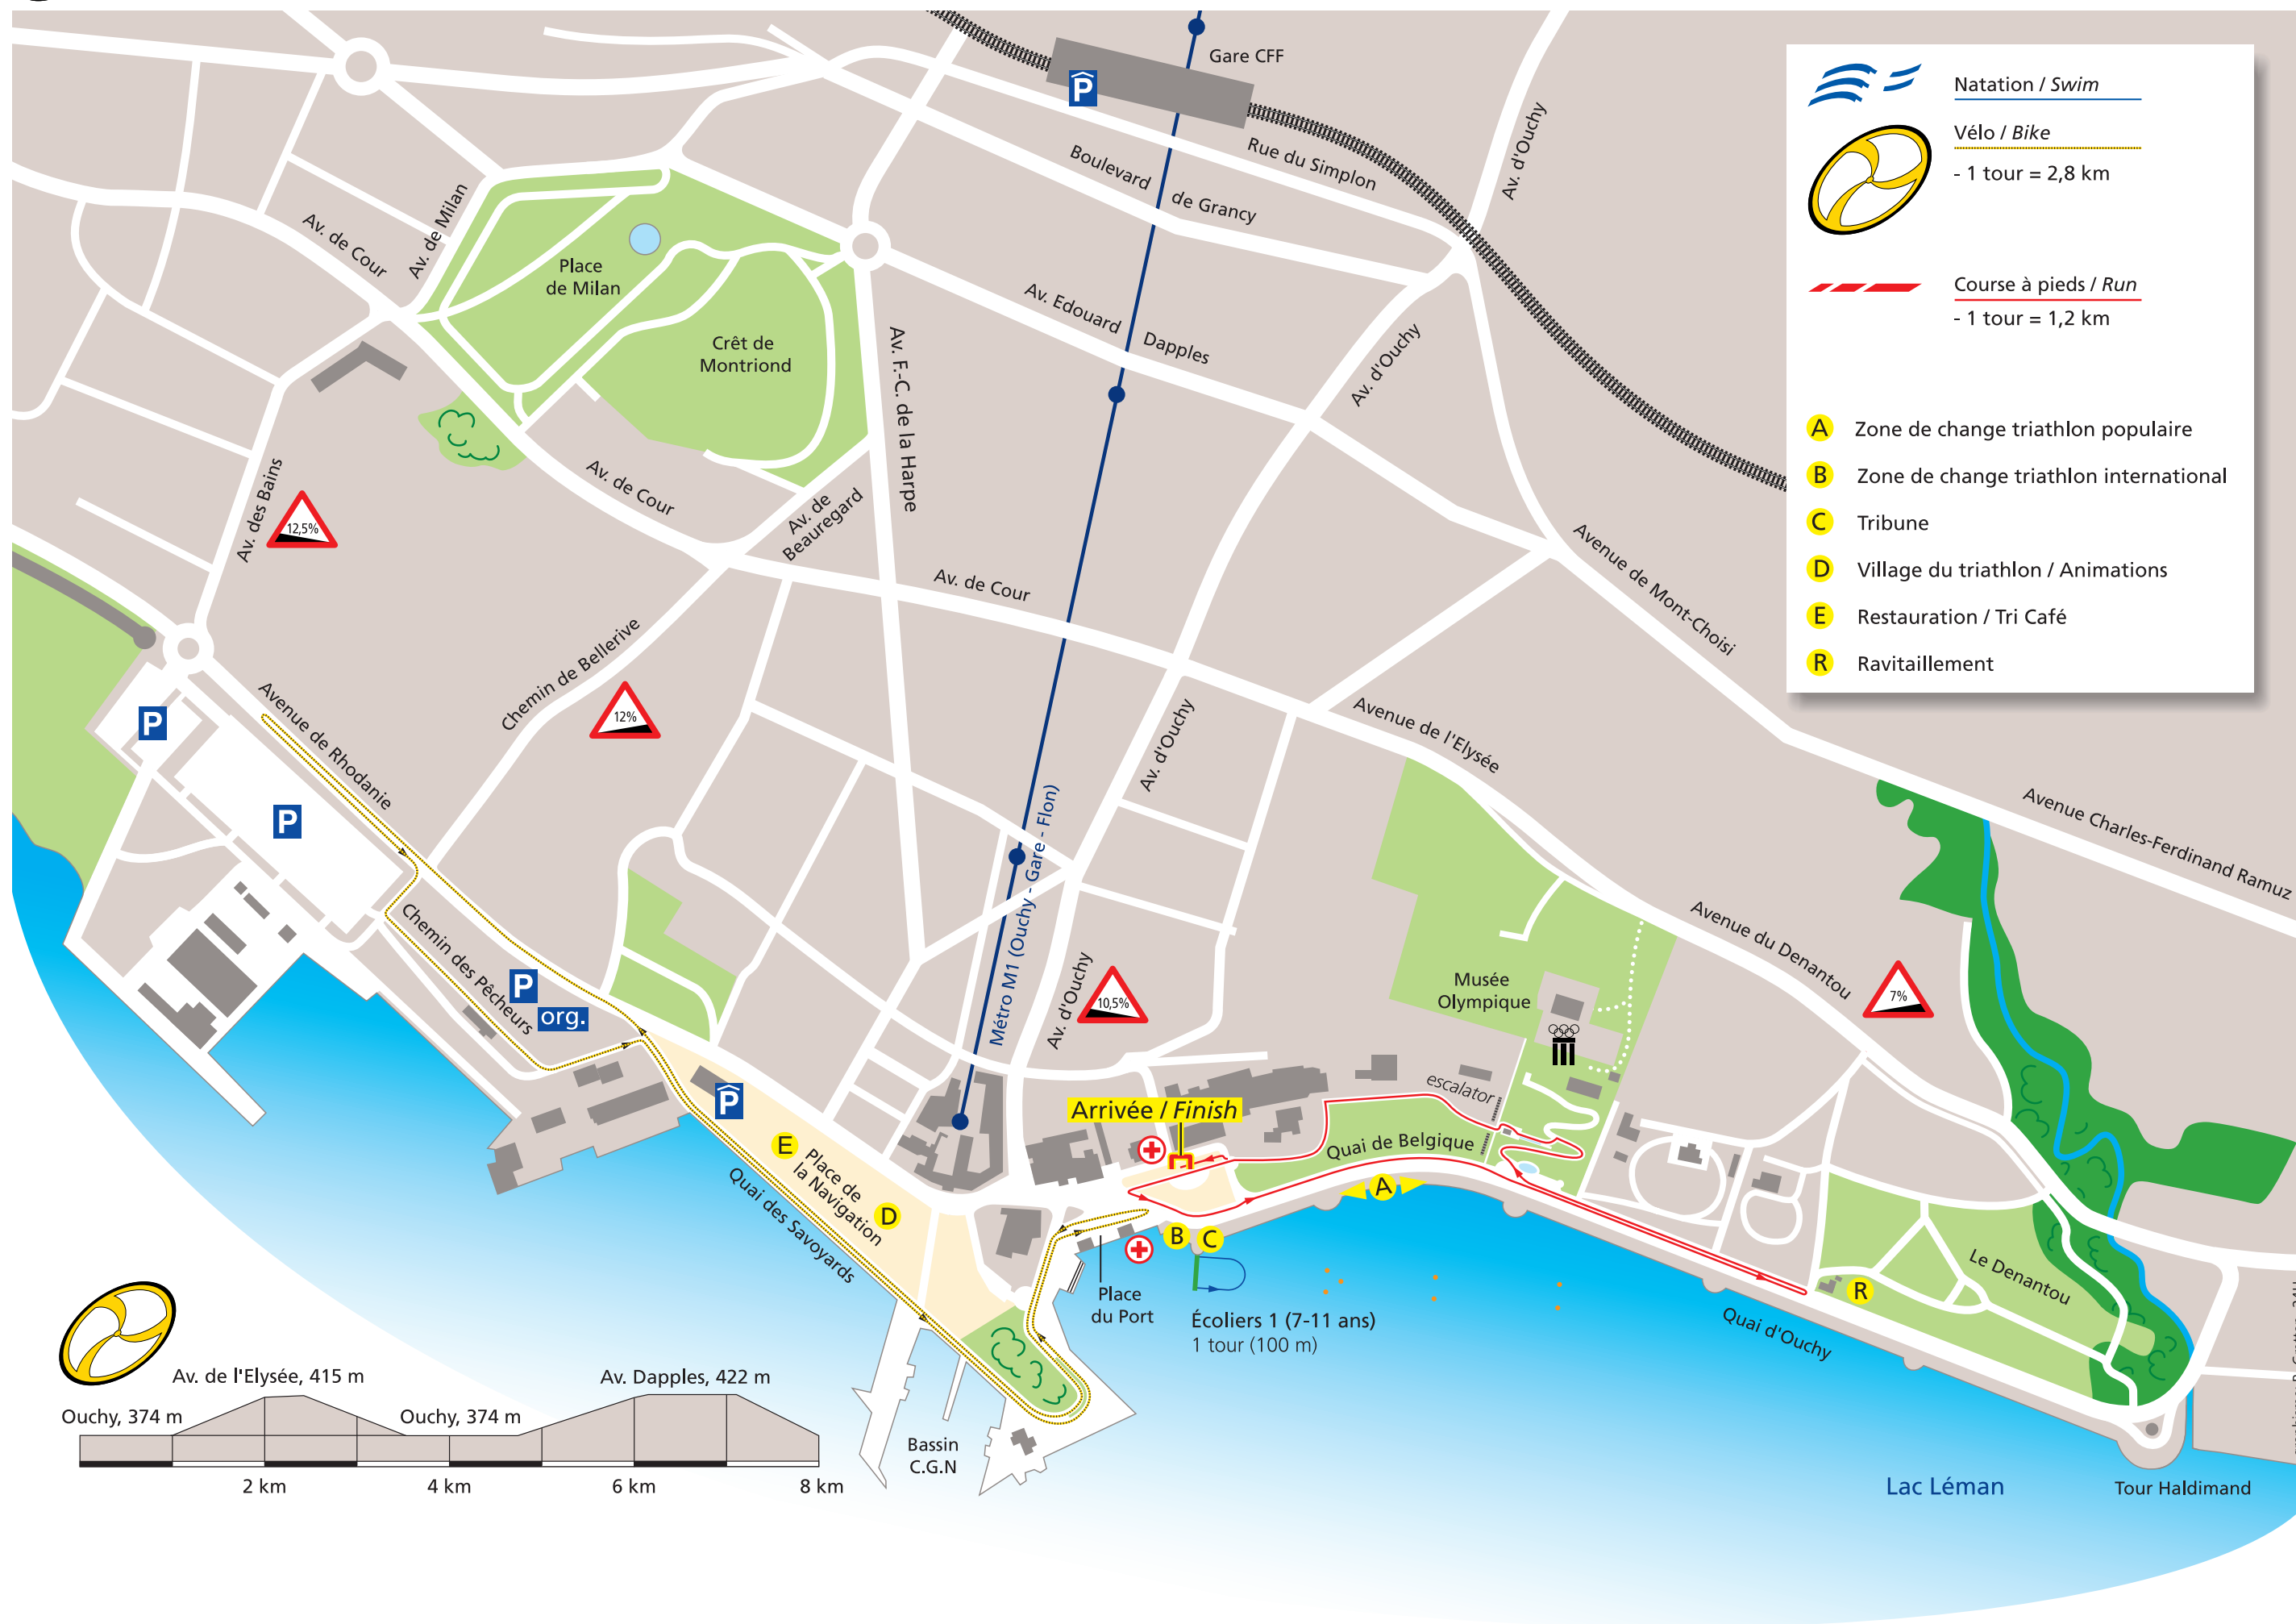 Gare CFF
P
Natation / Swim
Vélo / Bike
- 1 tour = 2,8 km
Course à pieds / Run
- 1 tour = 1,2 km
A Zone de change triathlon populaire
B Zone de change triathlon international
C Tribune
D Village du triathlon / Animations
E Restauration / Tri Café
R Ravitaillement
Rue du Simplon
Boulevard de Grancy
Av. d'Ouchy
Av. de Milan
Av. de Cour
Place
de Milan
Crêt de
Montriond
Av. Edouard Dapples
Av. d'Ouchy
Av. F.-C. de la Harpe
Av. des Bains
12,5%
Av. de Cour
Av. de
Beauregard
Av. de Cour
Avenue de Mont-Choisi
Chemin de Bellerive
12%
Avenue de Rhodanie
P
P
Av. d'Ouchy
Avenue de l'Elysée
Avenue Charles-Ferdinand Ramuz
Métro M1 (Ouchy - Gare - Flon)
Chemin des Pêcheurs
P
org.
Av. d'Ouchy
10,5%
Musée
Olympique
Avenue du Denantou
7%
P
Arrivée / Finish
escalator
Quai de Belgique
E
Place de
la Navigation
D
Quai des Savoyards
A
B
C
R
Le Denantou
Place
du Port
Écoliers 1 (7-11 ans)
1 tour (100 m)
Quai d'Ouchy
Bassin
C.G.N
Lac Léman
Tour Haldimand
Av. de l'Elysée, 415 m
Av. Dapples, 422 m
Ouchy, 374 m
Ouchy, 374 m
2 km
4 km
6 km
8 km